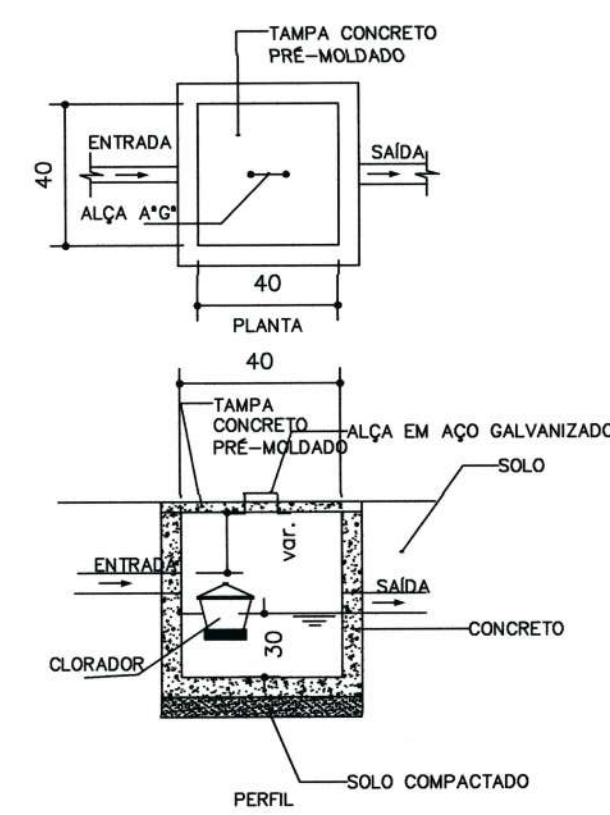 TAMPA CONCRETO
PRÉ-MOLDADO
ENTRADA
SAÍDA
40
ALÇA A°G°
40
PLANTA
40
TAMPA
CONCRETO
PRÉ-MOLDADO
ALÇA EM AÇO GALVANIZADO
SOLO
var.
ENTRADA
SAÍDA
30
CONCRETO
CLORADOR
SOLO COMPACTADO
PERFIL